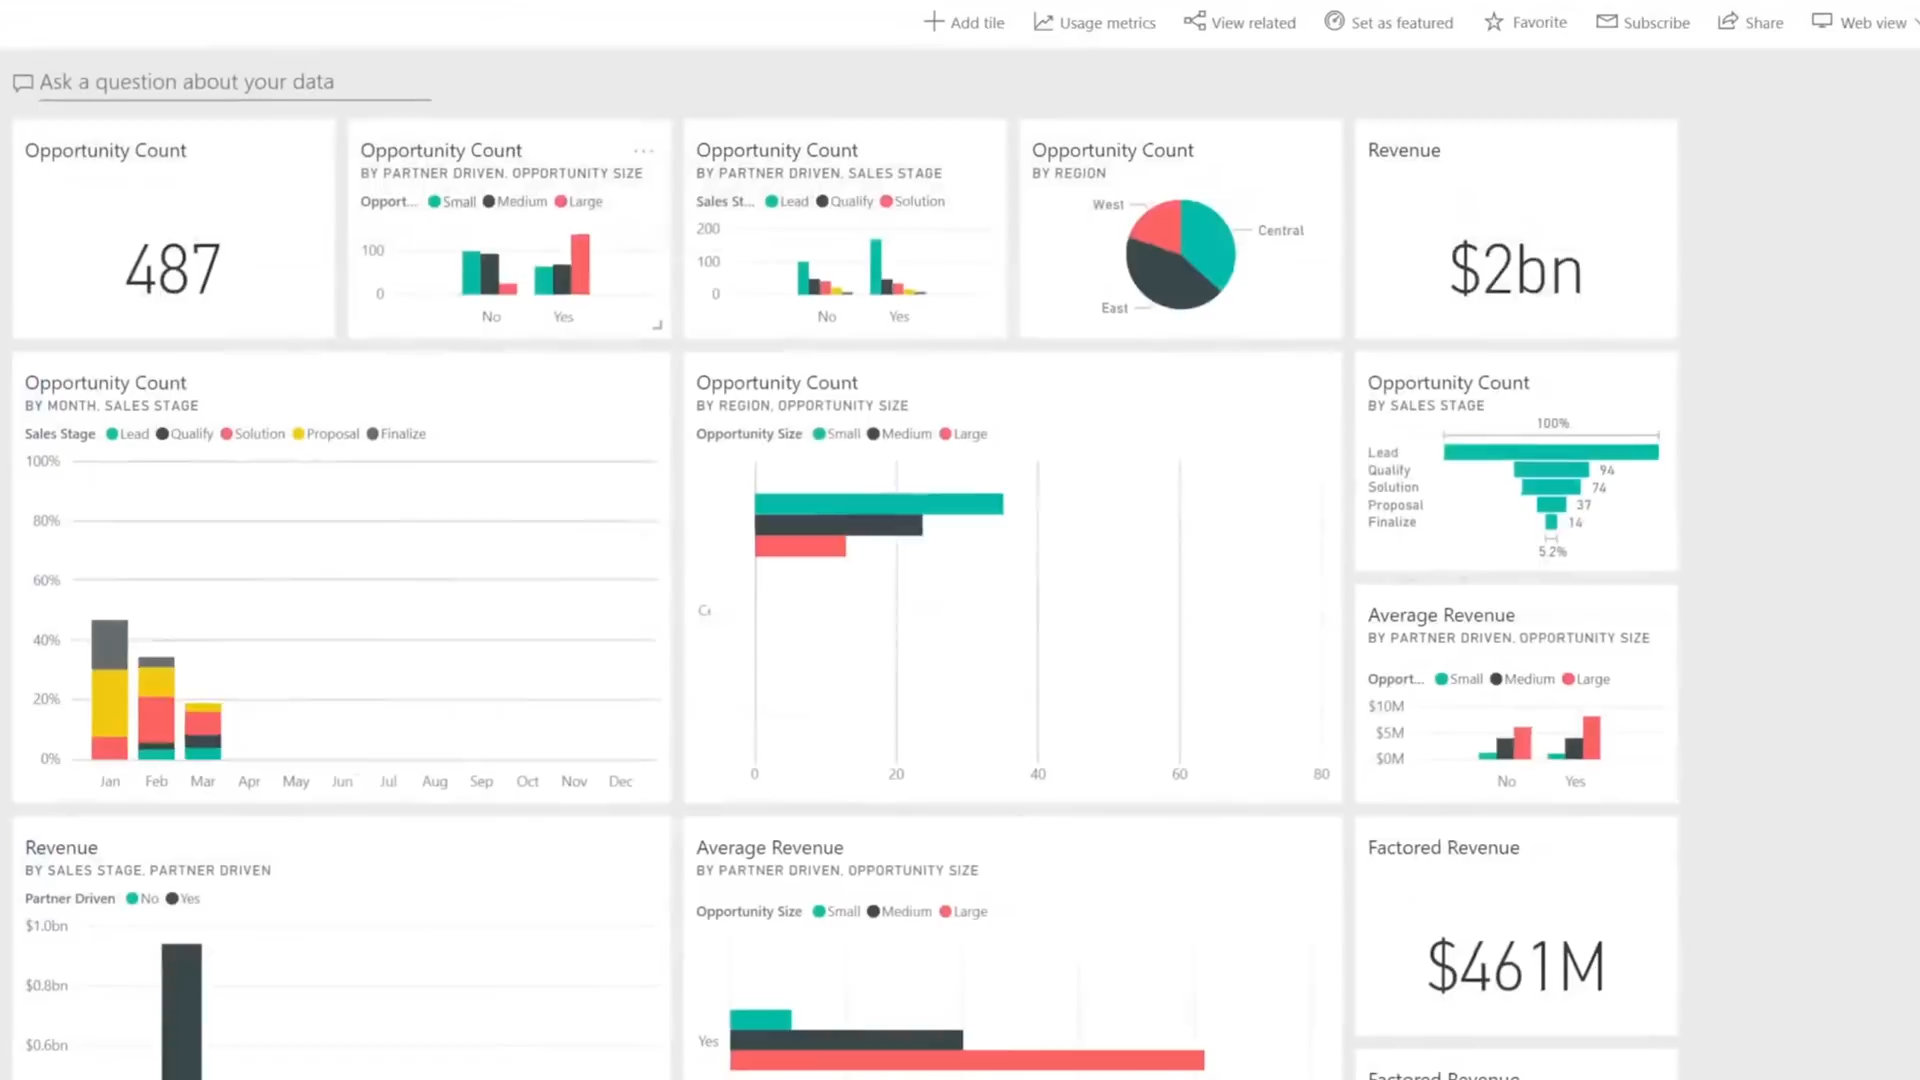 Add tile Usage metrics View related Set as featured Favorite Subscribe Share Web view
Ask a question about your data
Opportunity Count
487
Opportunity Count
BY PARTNER DRIVEN, OPPORTUNITY SIZE
Opport... Small Medium Large
100
0
No Yes
Opportunity Count
BY PARTNER DRIVEN, SALES STAGE
Sales St... Lead Qualify Solution
200
100
0
No Yes
Opportunity Count
BY REGION
West
Central
East
Revenue
$2bn
Opportunity Count
BY MONTH, SALES STAGE
Sales Stage Lead Qualify Solution Proposal Finalize
100%
80%
60%
40%
20%
0%
Jan Feb Mar Apr May Jun Jul Aug Sep Oct Nov Dec
Opportunity Count
BY REGION, OPPORTUNITY SIZE
Opportunity Size Small Medium Large
0 20 40 60 80
Opportunity Count
BY SALES STAGE
100%
Lead
Qualify 94
Solution 74
Proposal 37
Finalize 14
5.2%
Average Revenue
BY PARTNER DRIVEN, OPPORTUNITY SIZE
Opport... Small Medium Large
$10M
$5M
$0M
No Yes
Revenue
BY SALES STAGE, PARTNER DRIVEN
Partner Driven No Yes
$1.0bn
$0.8bn
$0.6bn
Average Revenue
BY PARTNER DRIVEN, OPPORTUNITY SIZE
Opportunity Size Small Medium Large
Yes
Factored Revenue
$461M
Factored Revenue